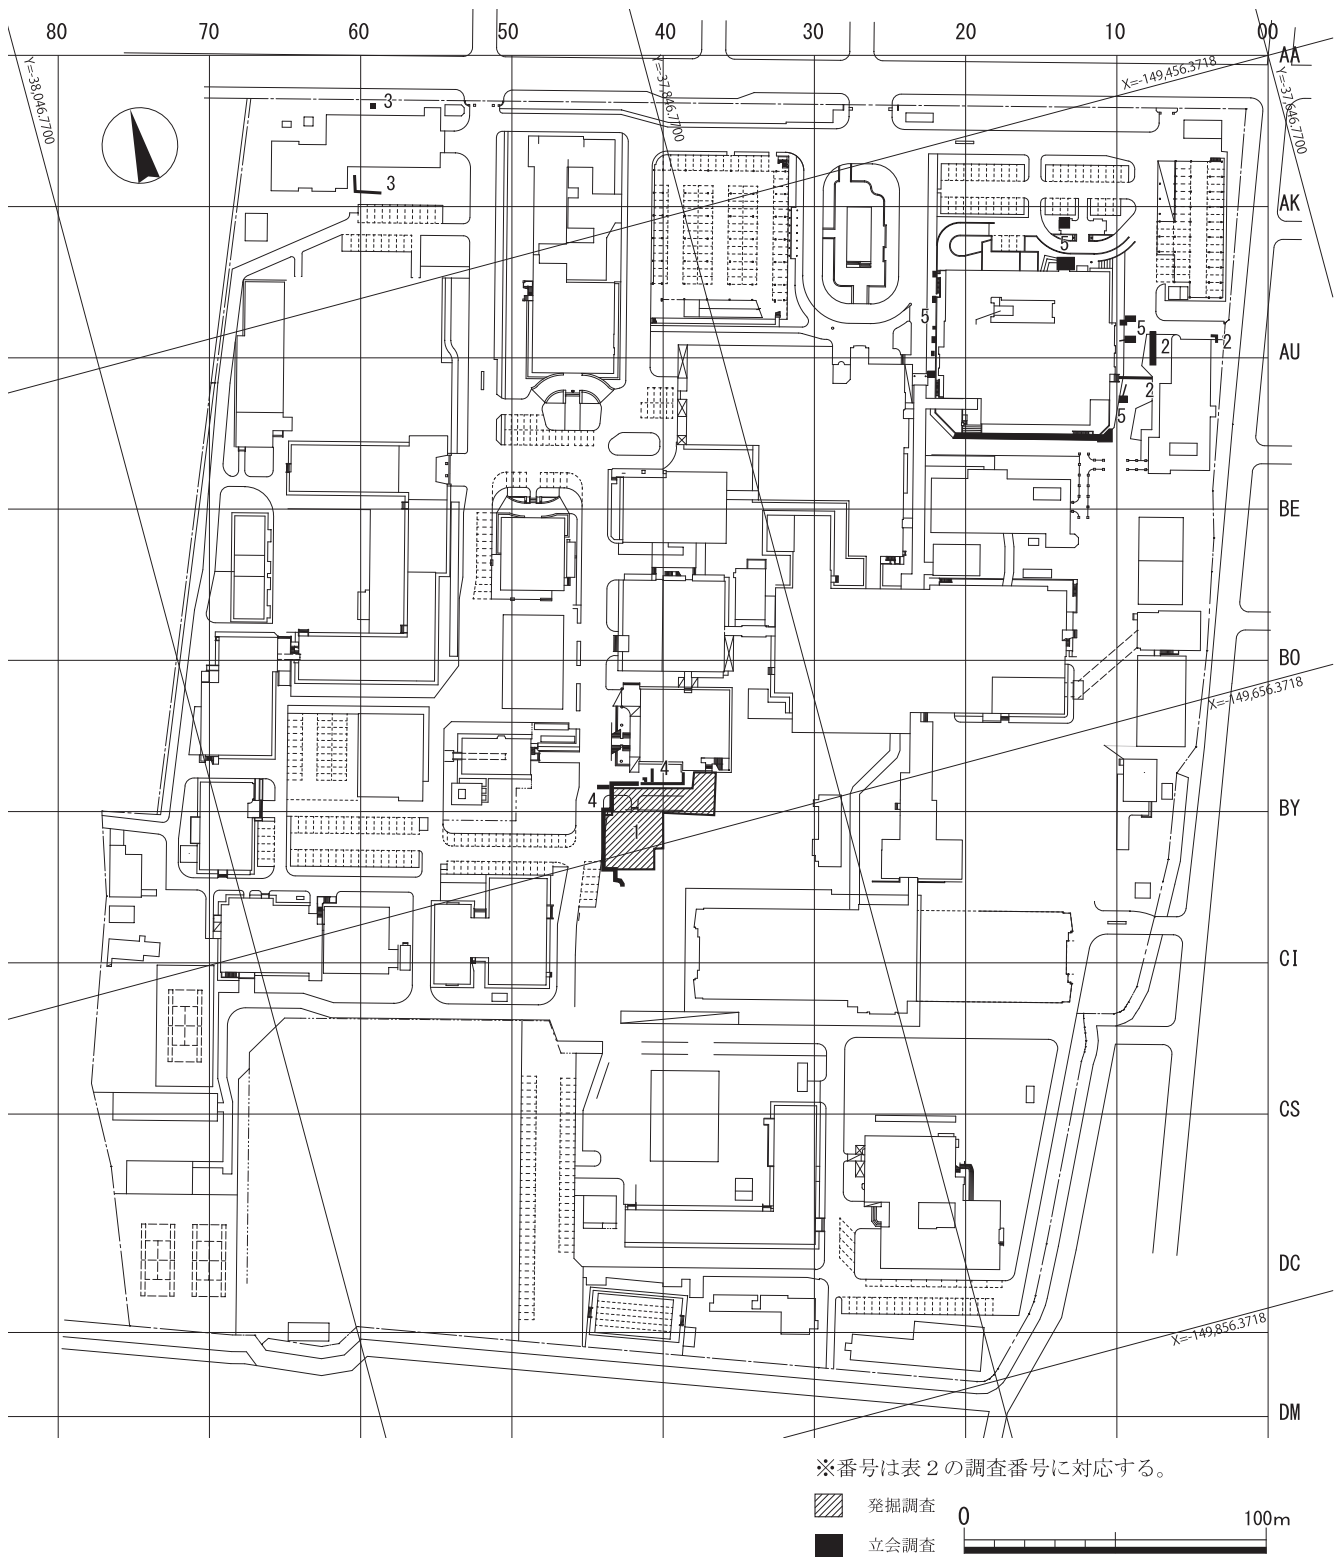 80 70 60 50 40 30 20 10 00
AA
Y=-38,046.7700
Y=-37,846.7700
X=-149,456.3718
Y=-37,646.7700
3
3
AK
5
5
5
2
2
AU
2
5
BE
BO
X=-149,656.3718
4
4
BY
1
CI
CS
DC
X=-149,856.3718
DM
※番号は表2の調査番号に対応する。
発掘調査
0 100m
立会調査